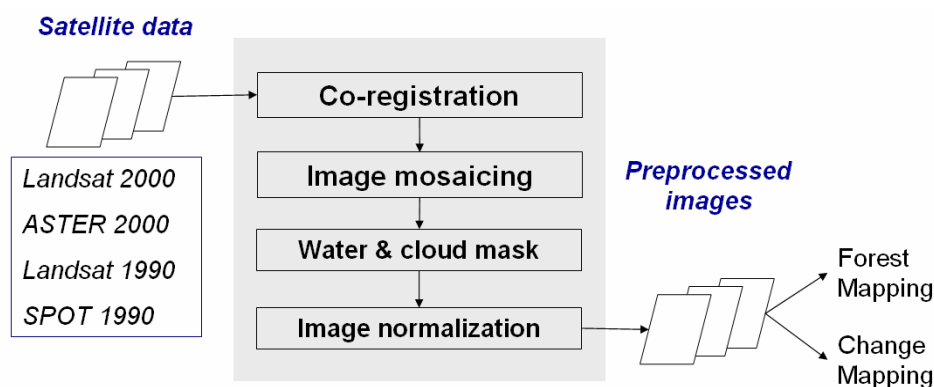 Satellite data
Landsat 2000
ASTER 2000
Landsat 1990
SPOT 1990
Co-registration
Image mosaicing
Water & cloud mask
Image normalization
Preprocessed
images
Forest
Mapping
Change
Mapping